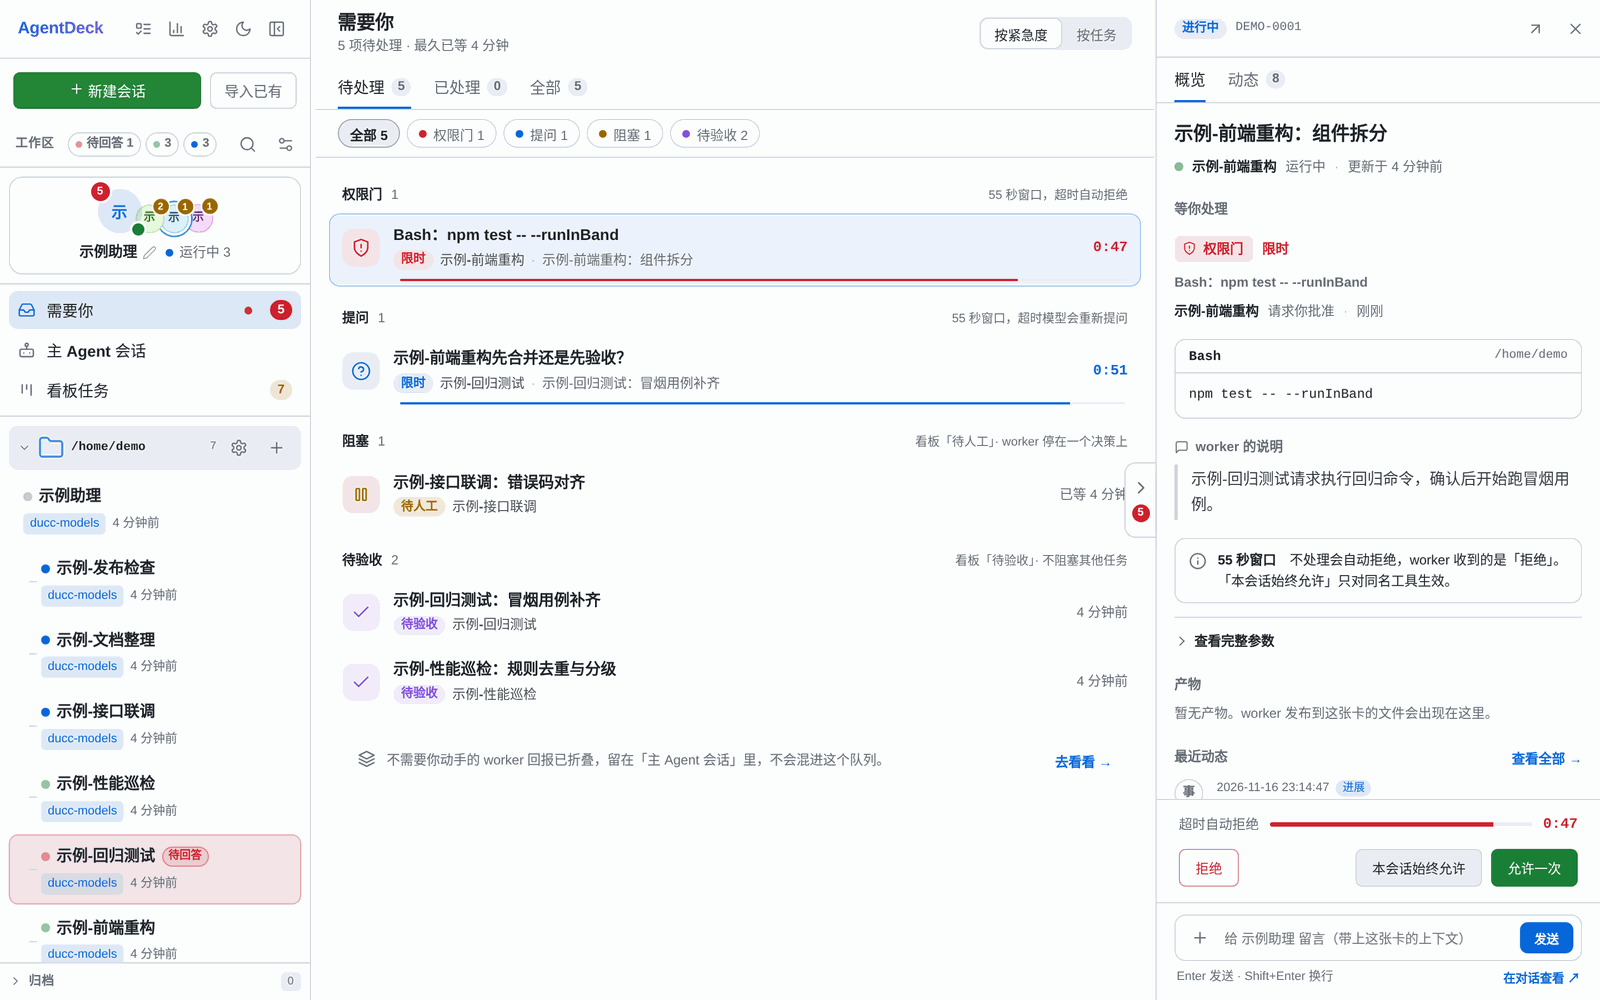 AgentDeck
+ 新建会话
导入已有
工作区
待回答 1
3
3
5
示
示 2
示 1
示 1
示例助理
运行中 3
需要你
5
主 Agent 会话
看板任务
7
/home/demo
7
示例助理
ducc-models 4 分钟前
示例-发布检查
ducc-models 4 分钟前
示例-文档整理
ducc-models 4 分钟前
示例-接口联调
ducc-models 4 分钟前
示例-性能巡检
ducc-models 4 分钟前
示例-回归测试 待回答
ducc-models 4 分钟前
示例-前端重构
ducc-models 4 分钟前
归档
0
需要你
5 项待处理 · 最久已等 4 分钟
按紧急度
按任务
待处理 5
已处理 0
全部 5
全部 5
权限门 1
提问 1
阻塞 1
待验收 2
权限门 1
55 秒窗口，超时自动拒绝
Bash：npm test -- --runInBand
限时 示例-前端重构 · 示例-前端重构：组件拆分
0:47
提问 1
55 秒窗口，超时模型会重新提问
示例-前端重构先合并还是先验收？
限时 示例-回归测试 · 示例-回归测试：冒烟用例补齐
0:51
阻塞 1
看板「待人工」· worker 停在一个决策上
示例-接口联调：错误码对齐
待人工 示例-接口联调
已等 4 分钟
5
待验收 2
看板「待验收」· 不阻塞其他任务
示例-回归测试：冒烟用例补齐
待验收 示例-回归测试
4 分钟前
示例-性能巡检：规则去重与分级
待验收 示例-性能巡检
4 分钟前
不需要你动手的 worker 回报已折叠，留在「主 Agent 会话」里，不会混进这个队列。
去看看 →
进行中 DEMO-0001
概览
动态 8
示例-前端重构：组件拆分
示例-前端重构 运行中 · 更新于 4 分钟前
等你处理
权限门 限时
Bash：npm test -- --runInBand
示例-前端重构 请求你批准 · 刚刚
Bash
/home/demo
npm test -- --runInBand
worker 的说明
示例-回归测试请求执行回归命令，确认后开始跑冒烟用
例。
55 秒窗口 不处理会自动拒绝，worker 收到的是「拒绝」。
「本会话始终允许」只对同名工具生效。
查看完整参数
产物
暂无产物。worker 发布到这张卡的文件会出现在这里。
最近动态
查看全部 →
2026-11-16 23:14:47 进展
超时自动拒绝
0:47
拒绝
本会话始终允许
允许一次
给 示例助理 留言（带上这张卡的上下文）
发送
Enter 发送 · Shift+Enter 换行
在对话查看 ↗